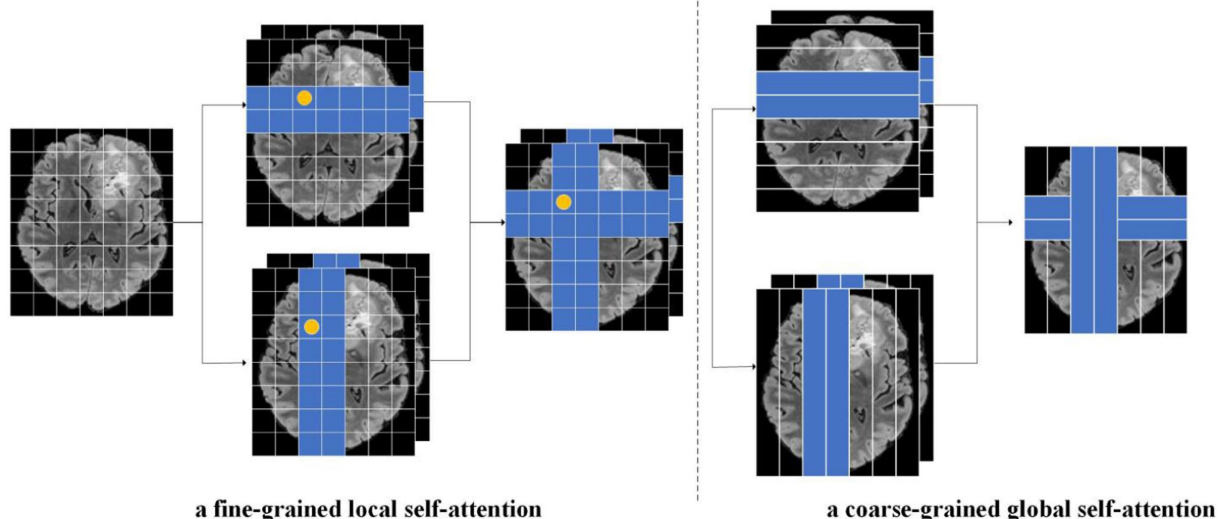 a fine-grained local self-attention
a coarse-grained global self-attention